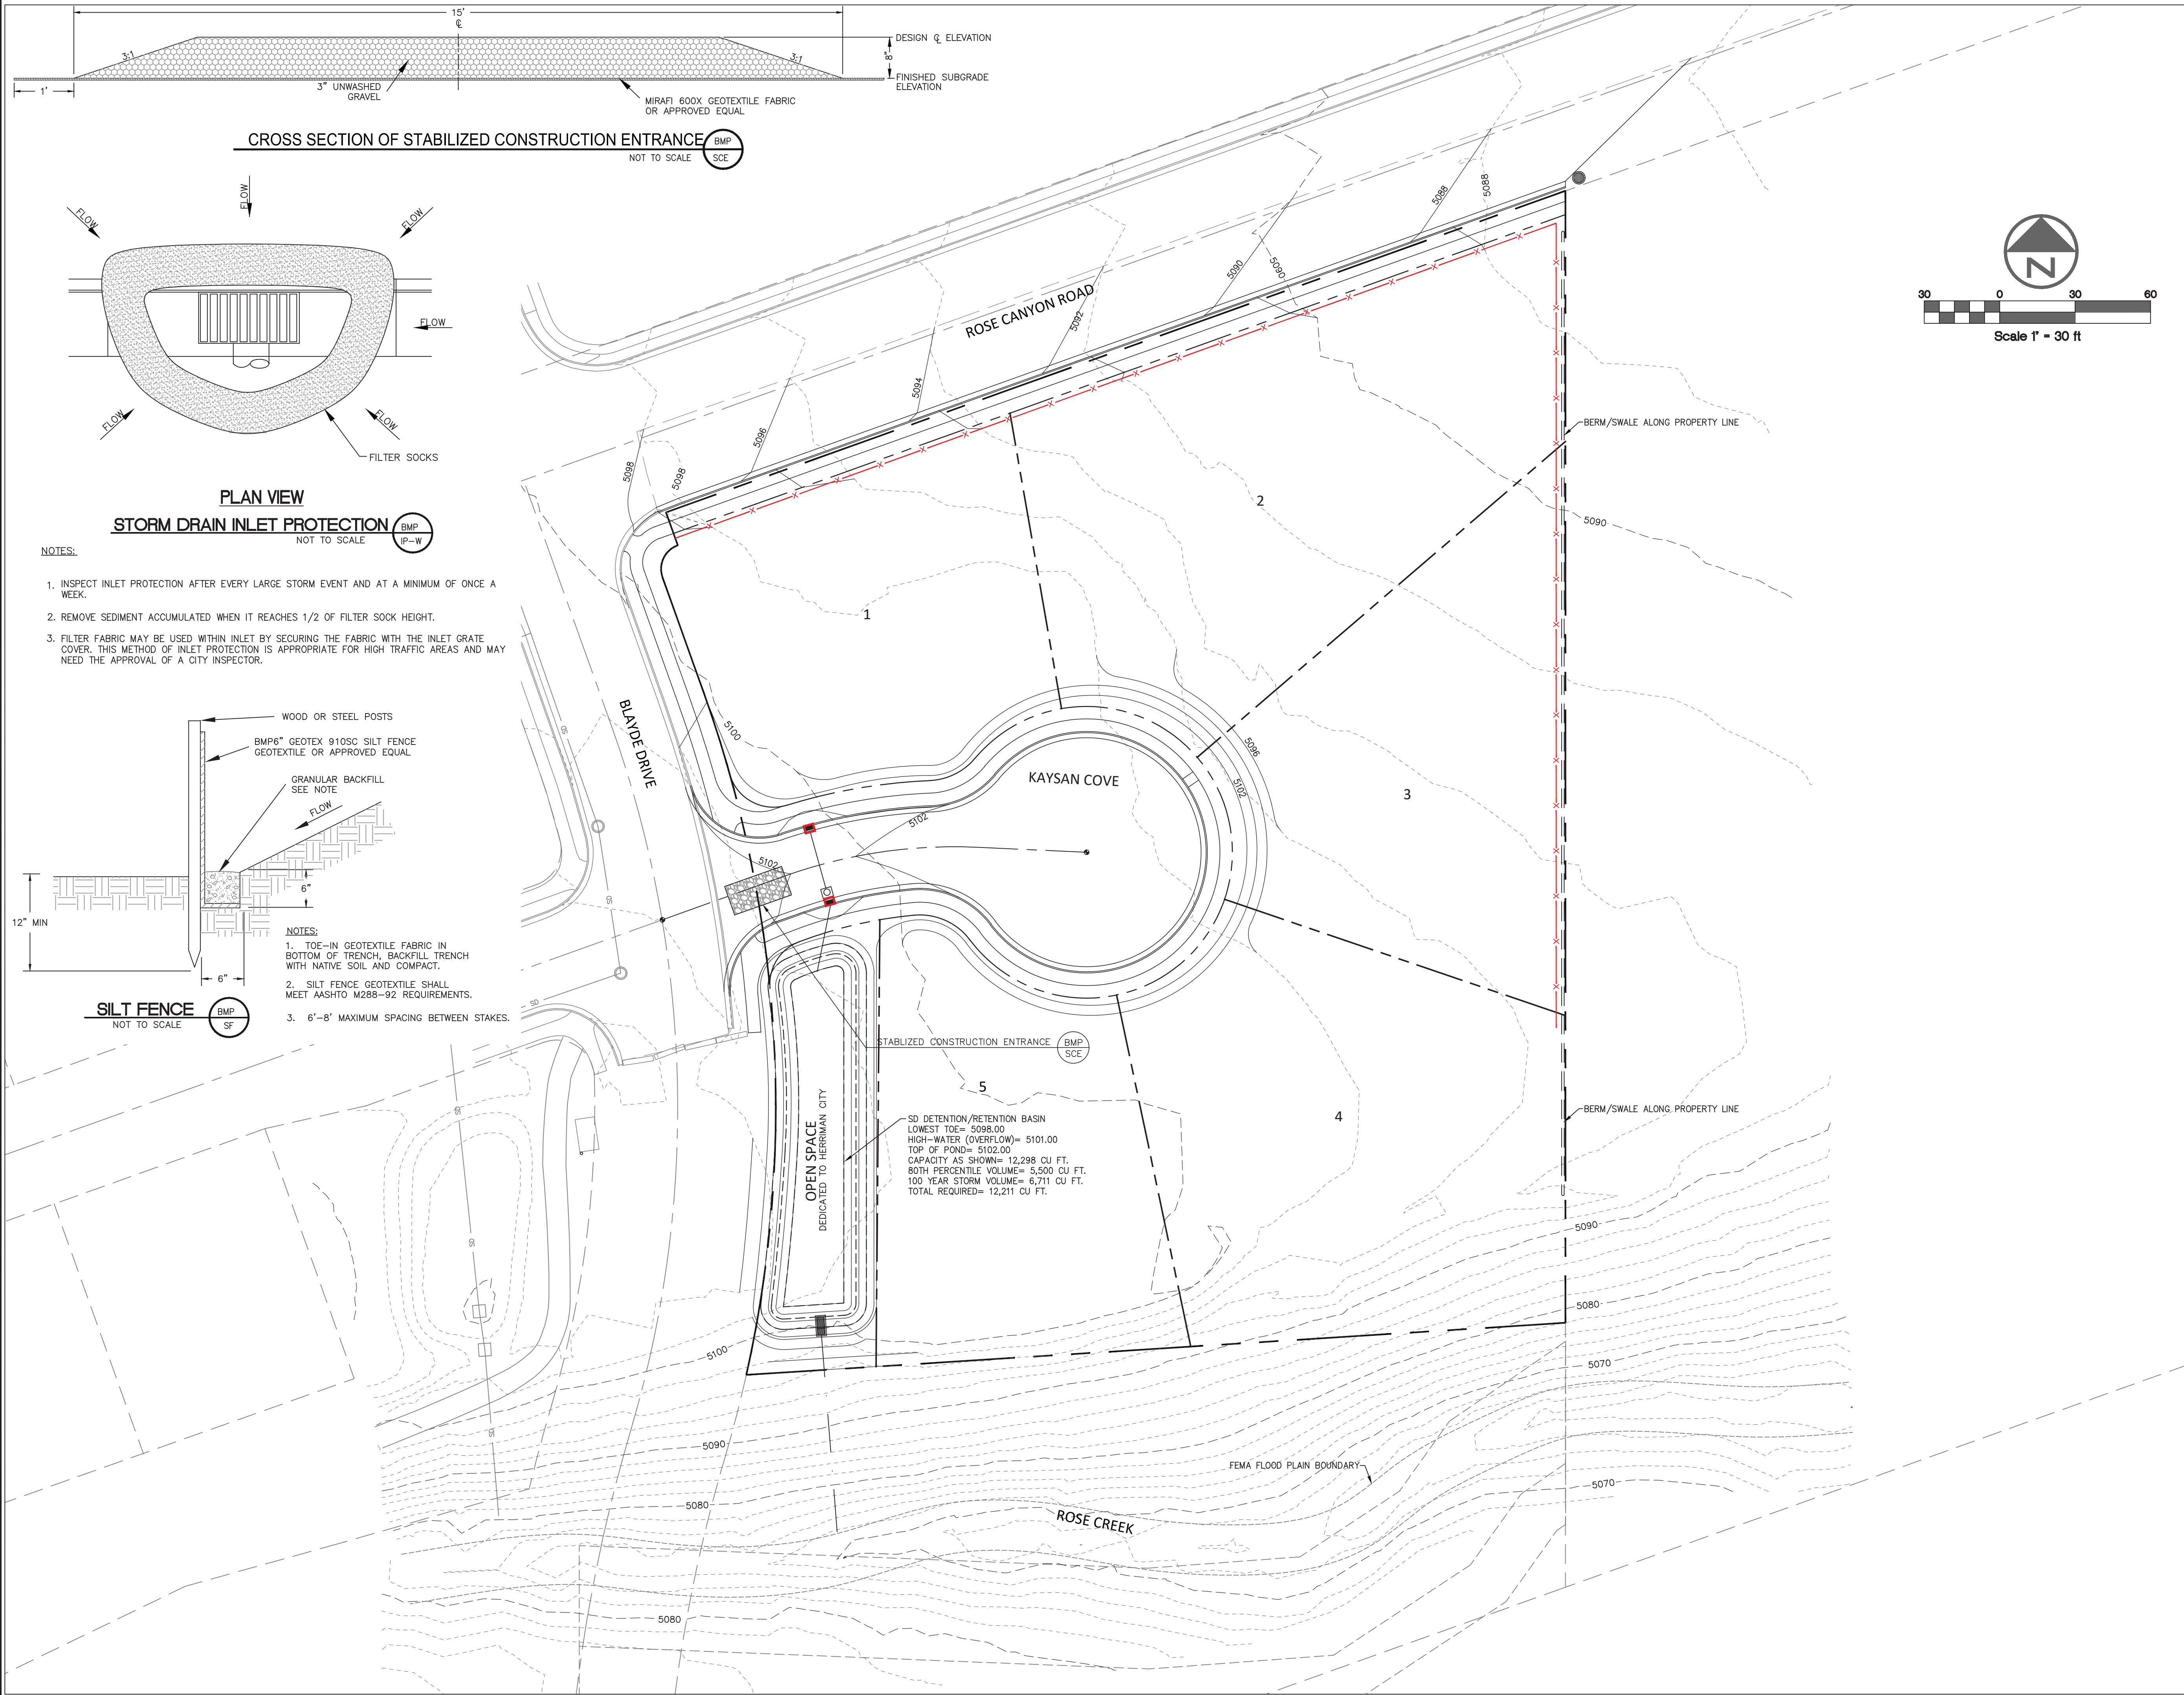 15'
℄
3:1
3:1
DESIGN ℄ ELEVATION
8"
FINISHED SUBGRADE
ELEVATION
1'
3" UNWASHED
GRAVEL
MIRAFI 600X GEOTEXTILE FABRIC
OR APPROVED EQUAL
CROSS SECTION OF STABILIZED CONSTRUCTION ENTRANCE
NOT TO SCALE
BMP
SCE
FLOW
FLOW
FLOW
FLOW
FLOW
FLOW
FILTER SOCKS
PLAN VIEW
STORM DRAIN INLET PROTECTION
NOT TO SCALE
BMP
IP-W
NOTES:
1. INSPECT INLET PROTECTION AFTER EVERY LARGE STORM EVENT AND AT A MINIMUM OF ONCE A
WEEK.
2. REMOVE SEDIMENT ACCUMULATED WHEN IT REACHES 1/2 OF FILTER SOCK HEIGHT.
3. FILTER FABRIC MAY BE USED WITHIN INLET BY SECURING THE FABRIC WITH THE INLET GRATE
COVER. THIS METHOD OF INLET PROTECTION IS APPROPRIATE FOR HIGH TRAFFIC AREAS AND MAY
NEED THE APPROVAL OF A CITY INSPECTOR.
WOOD OR STEEL POSTS
BMP6" GEOTEX 910SC SILT FENCE
GEOTEXTILE OR APPROVED EQUAL
GRANULAR BACKFILL
SEE NOTE
FLOW
6"
12" MIN
6"
NOTES:
1. TOE-IN GEOTEXTILE FABRIC IN
BOTTOM OF TRENCH, BACKFILL TRENCH
WITH NATIVE SOIL AND COMPACT.
2. SILT FENCE GEOTEXTILE SHALL
MEET AASHTO M288-92 REQUIREMENTS.
3. 6'-8' MAXIMUM SPACING BETWEEN STAKES.
SILT FENCE
NOT TO SCALE
BMP
SF
N
30 0 30 60
Scale 1" = 30 ft
ROSE CANYON ROAD
5088
5088
5090
5090
5092
5094
5096
5098
5098
BERM/SWALE ALONG PROPERTY LINE
5090
2
1
BLAYDE DRIVE
5100
KAYSAN COVE
5096
5102
3
5102
5102
SD
SD
SD
STABLIZED CONSTRUCTION ENTRANCE
BMP
SCE
5
4
OPEN SPACE
DEDICATED TO HERRIMAN CITY
SD DETENTION/RETENTION BASIN
LOWEST TOE= 5098.00
HIGH-WATER (OVERFLOW)= 5101.00
TOP OF POND= 5102.00
CAPACITY AS SHOWN= 12,298 CU FT.
80TH PERCENTILE VOLUME= 5,500 CU FT.
100 YEAR STORM VOLUME= 6,711 CU FT.
TOTAL REQUIRED= 12,211 CU FT.
BERM/SWALE ALONG PROPERTY LINE
SD
SD
SD
5090
5080
5070
5100
5090
5080
FEMA FLOOD PLAIN BOUNDARY
5070
ROSE CREEK
5080